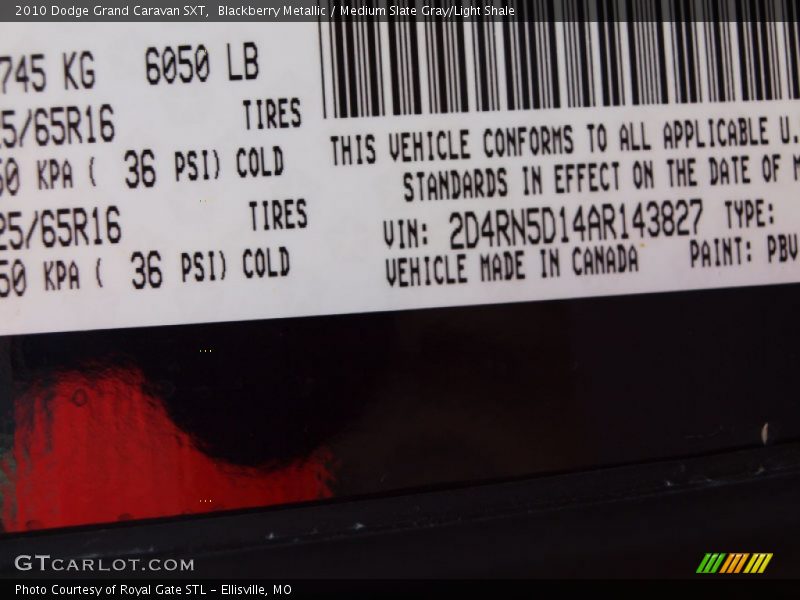 2010 Dodge Grand Caravan SXT,  Blackberry Metallic / Medium Slate Gray/Light Shale
745 KG 6050 LB
5/65R16 TIRES
50 KPA ( 36 PSI) COLD
25/65R16 TIRES
50 KPA ( 36 PSI) COLD
THIS VEHICLE CONFORMS TO ALL APPLICABLE U.
STANDARDS IN EFFECT ON THE DATE OF M
VIN: 2D4RN5D14AR143827 TYPE:
VEHICLE MADE IN CANADA PAINT: PBV
GTCARLOT.COM
Photo Courtesy of Royal Gate STL - Ellisville, MO